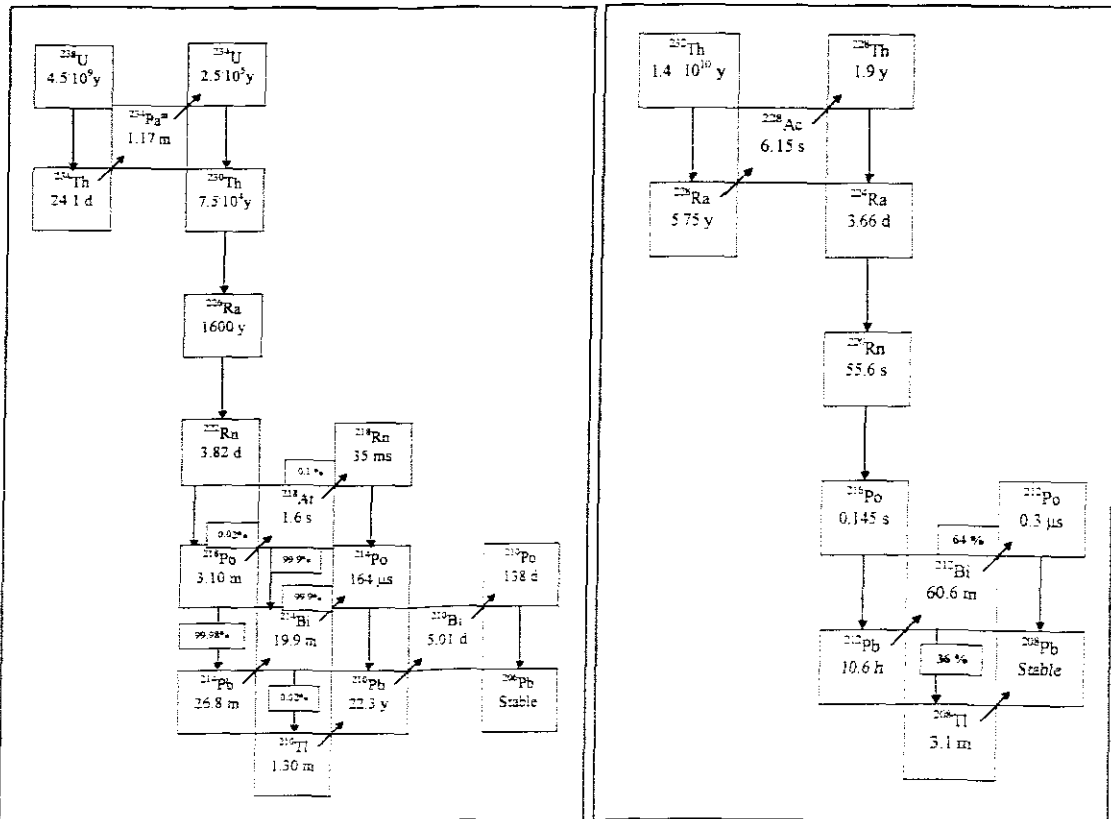 ²³⁸U
4.5·10⁹y
²³⁴U
2.5·10⁵y
²³⁴Paᵐ
1.17 m
²³⁴Th
24.1 d
²³⁰Th
7.5·10⁴y
²²⁶Ra
1600 y
²²²Rn
3.82 d
²¹⁸Rn
35 ms
0.1 %
²¹⁸At
1.6 s
0.02%
²¹⁸Po
3.10 m
99.9%
²¹⁴Po
164 µs
²¹⁰Po
138 d
99.9%
²¹⁴Bi
19.9 m
²¹⁰Bi
5.01 d
99.98%
²¹⁴Pb
26.8 m
0.02%
²¹⁰Pb
22.3 y
²⁰⁶Pb
Stable
²¹⁰Tl
1.30 m
²³²Th
1.4 10¹⁰ y
²²⁸Th
1.9 y
²²⁸Ac
6.15 s
²²⁸Ra
5.75 y
²²⁴Ra
3.66 d
²²⁰Rn
55.6 s
²¹⁶Po
0.145 s
²¹²Po
0.3 µs
64 %
²¹²Bi
60.6 m
²¹²Pb
10.6 h
36 %
²⁰⁸Pb
Stable
²⁰⁸Tl
3.1 m